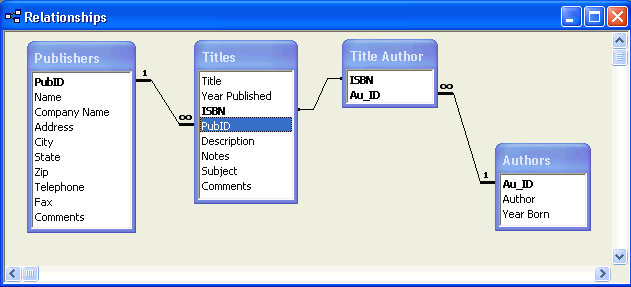 Relationships
Publishers
PubID
Name
Company Name
Address
City
State
Zip
Telephone
Fax
Comments
1
∞
Titles
Title
Year Published
ISBN
PubID
Description
Notes
Subject
Comments
Title Author
ISBN
Au_ID
∞
1
Authors
Au_ID
Author
Year Born